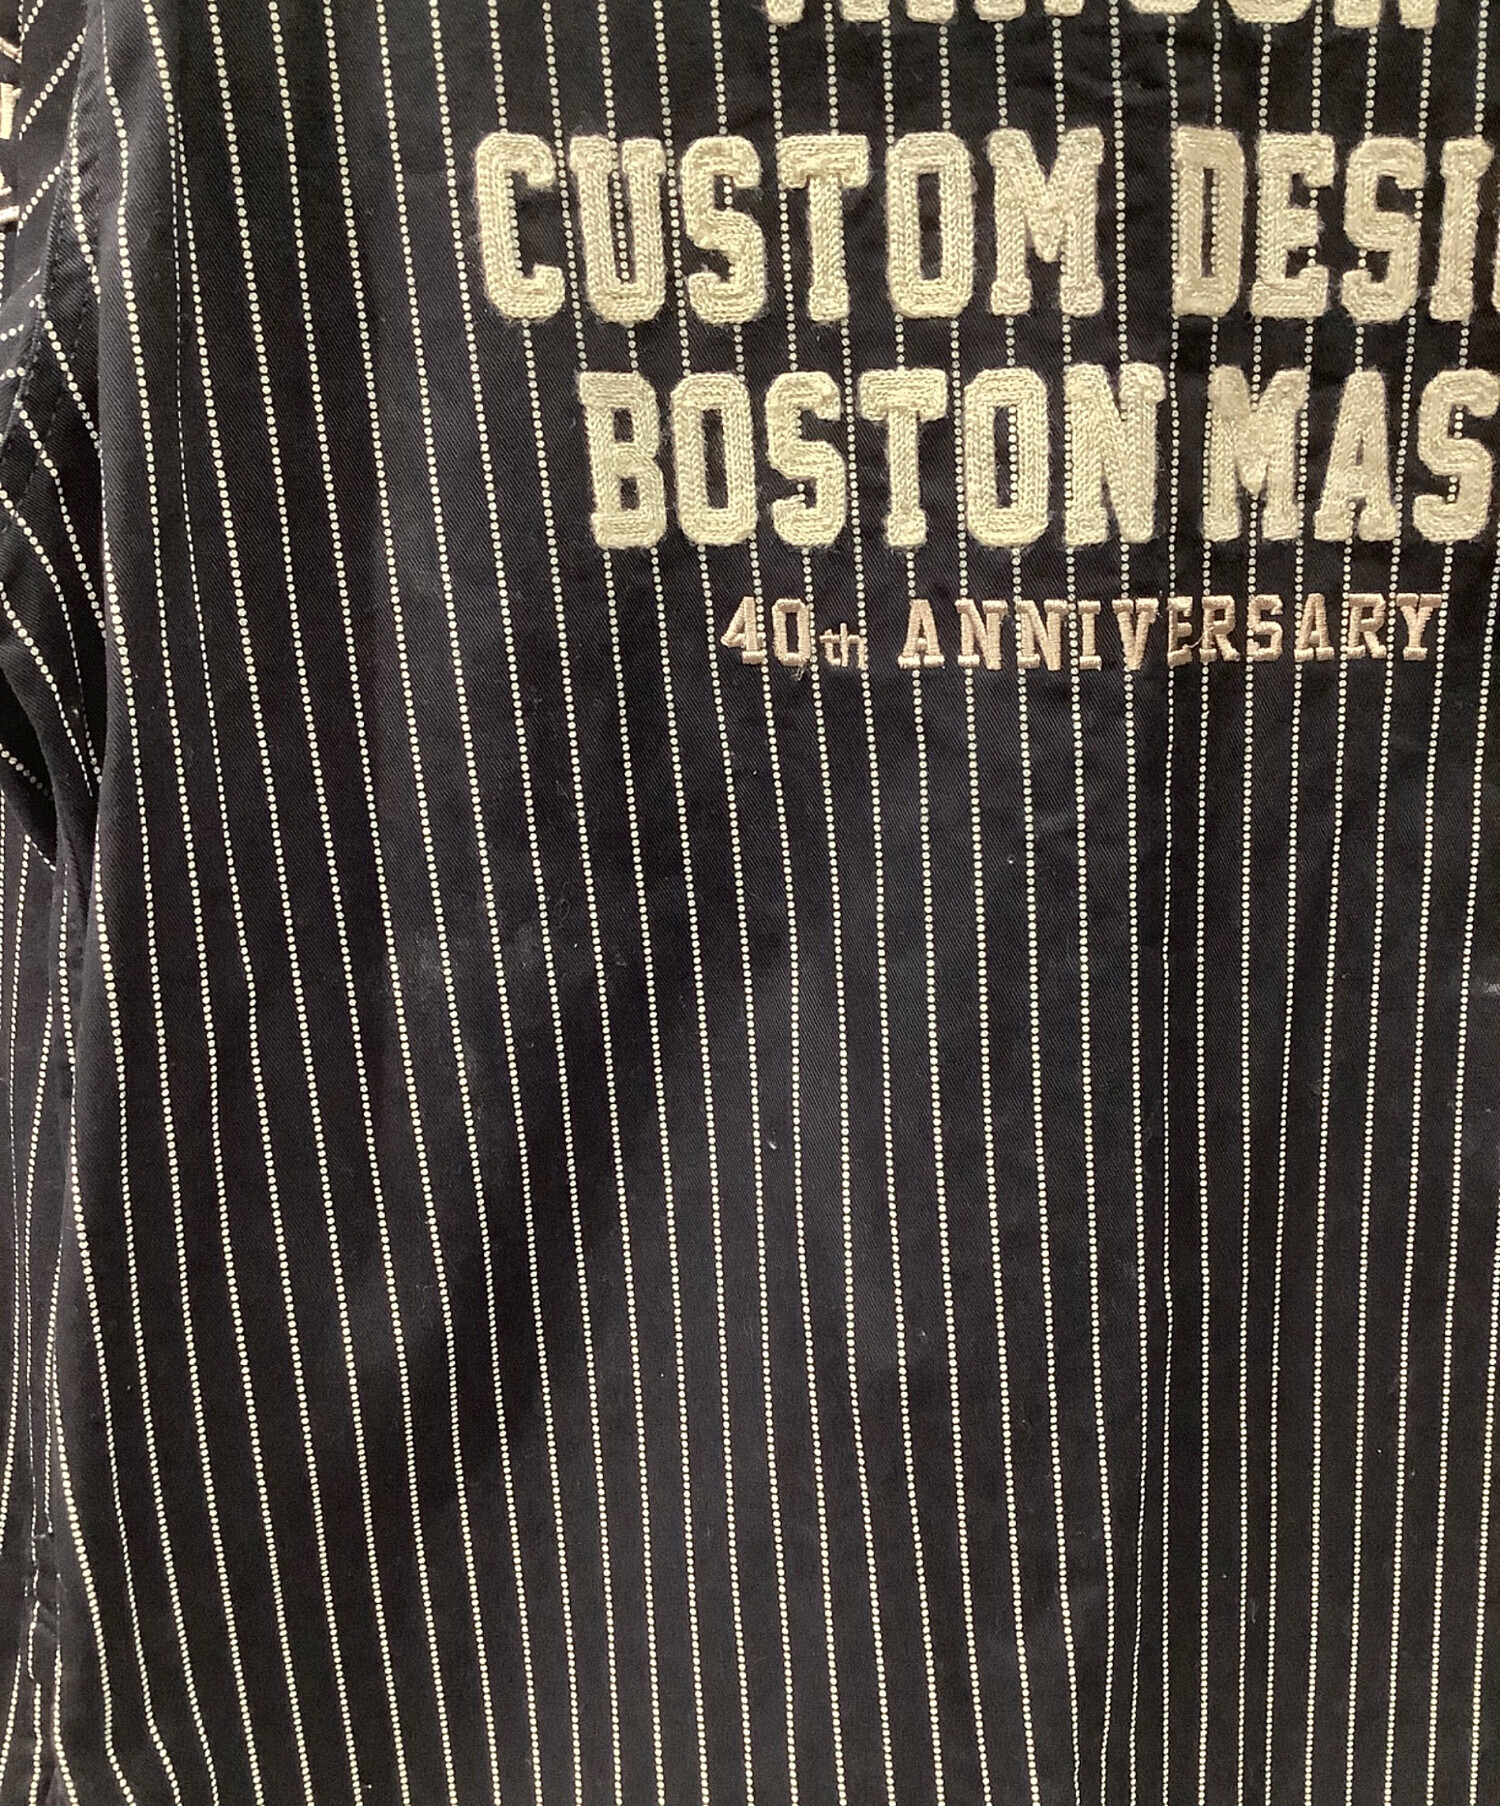 CUSTOM DESI
BOSTON MAS
40th ANNIVERSARY